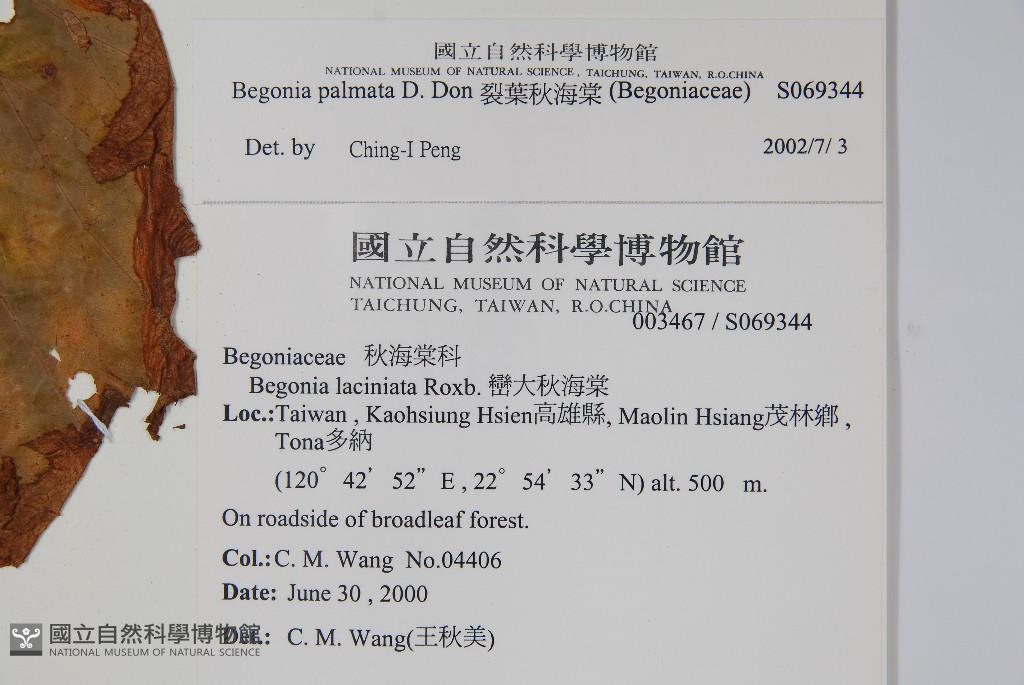 國立自然科學博物館
NATIONAL MUSEUM OF NATURAL SCIENCE, TAICHUNG, TAIWAN, R.O.CHINA
Begonia palmata D. Don 裂葉秋海棠 (Begoniaceae) S069344
Det. by Ching-I Peng 2002/7/ 3
國立自然科學博物館
NATIONAL MUSEUM OF NATURAL SCIENCE
TAICHUNG, TAIWAN, R.O.CHINA
003467 / S069344
Begoniaceae 秋海棠科
Begonia laciniata Roxb. 巒大秋海棠
Loc.:Taiwan , Kaohsiung Hsien高雄縣, Maolin Hsiang茂林鄉 ,
Tona多納
(120° 42’ 52” E , 22° 54’ 33” N) alt. 500 m.
On roadside of broadleaf forest.
Col.: C. M. Wang No.04406
Date: June 30 , 2000
Det.: C. M. Wang(王秋美)
國立自然科學博物館
NATIONAL MUSEUM OF NATURAL SCIENCE